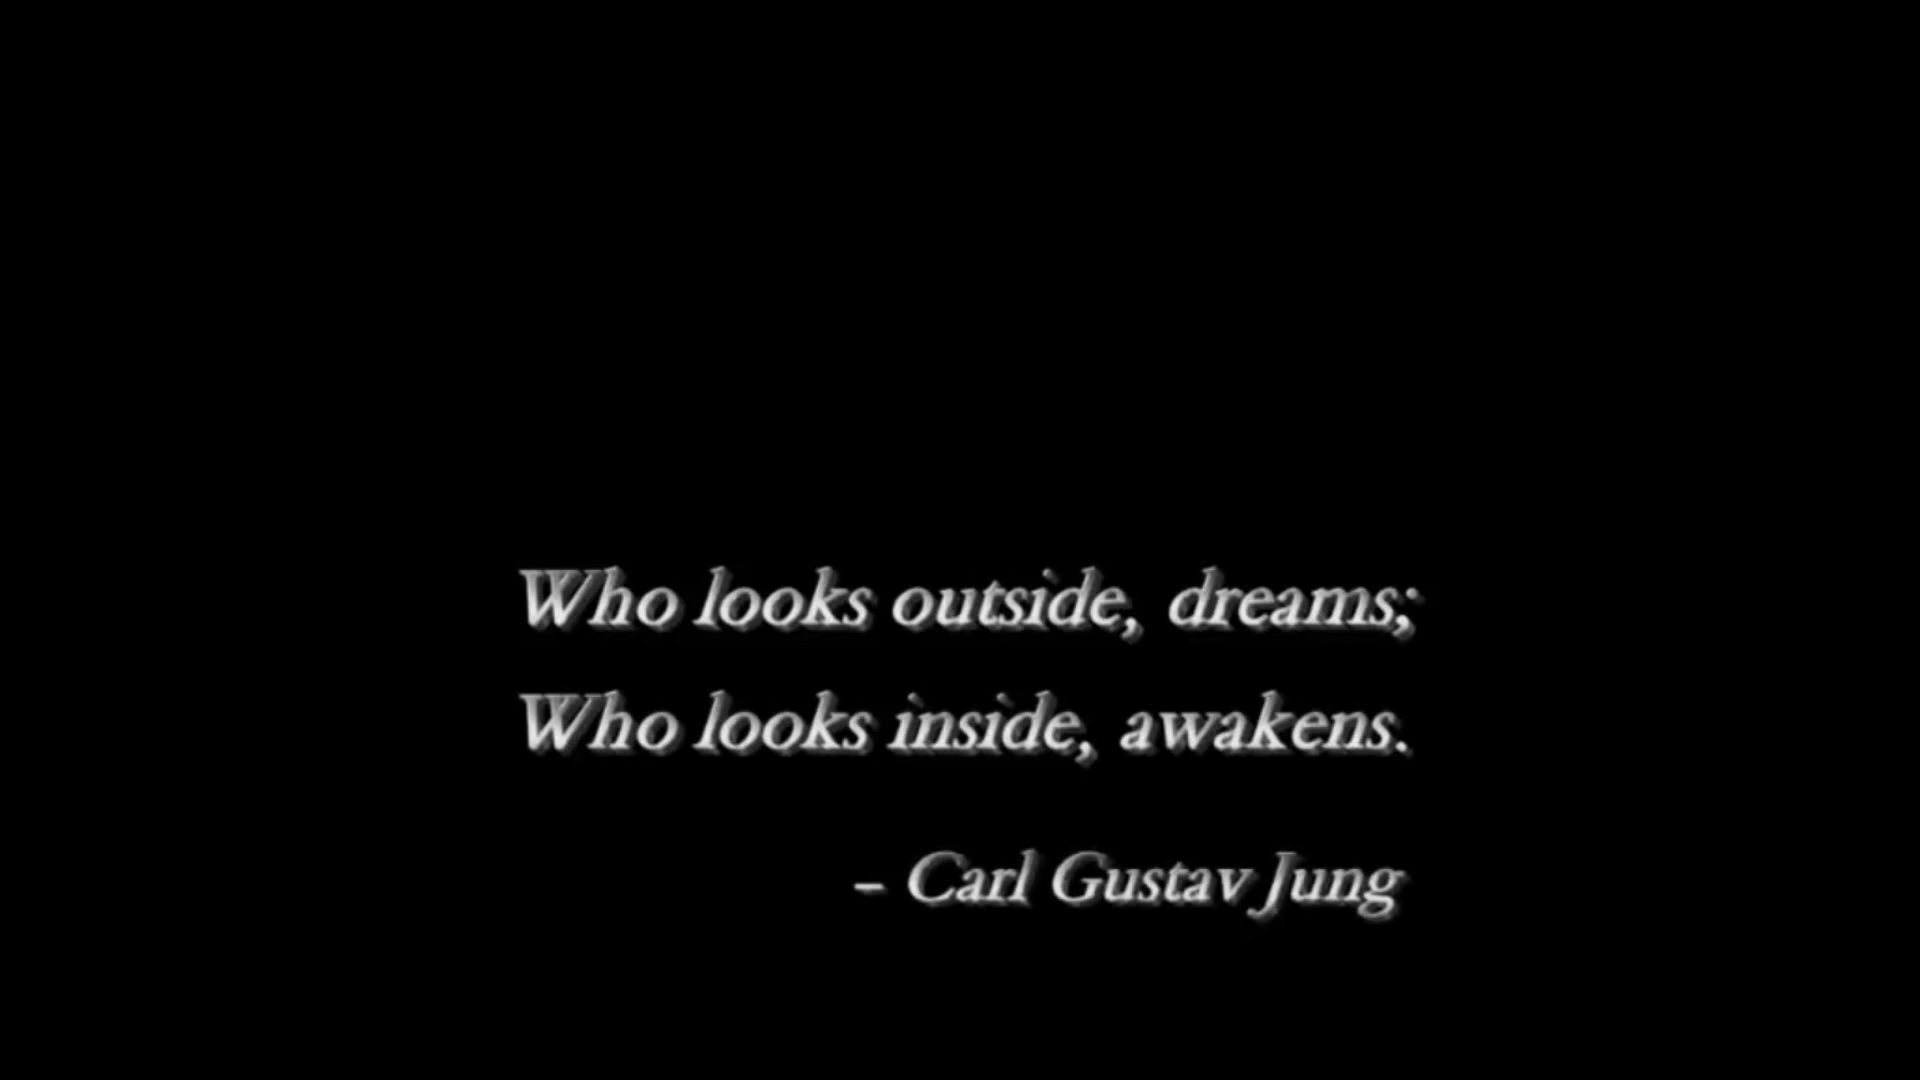 Who looks outside, dreams;
Who looks inside, awakens.
– Carl Gustav Jung